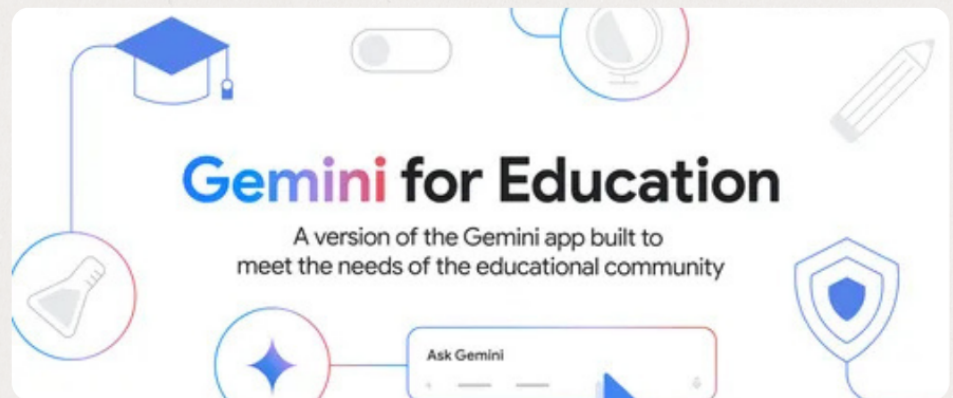 Gemini for Education
A version of the Gemini app built to
meet the needs of the educational community
Ask Gemini